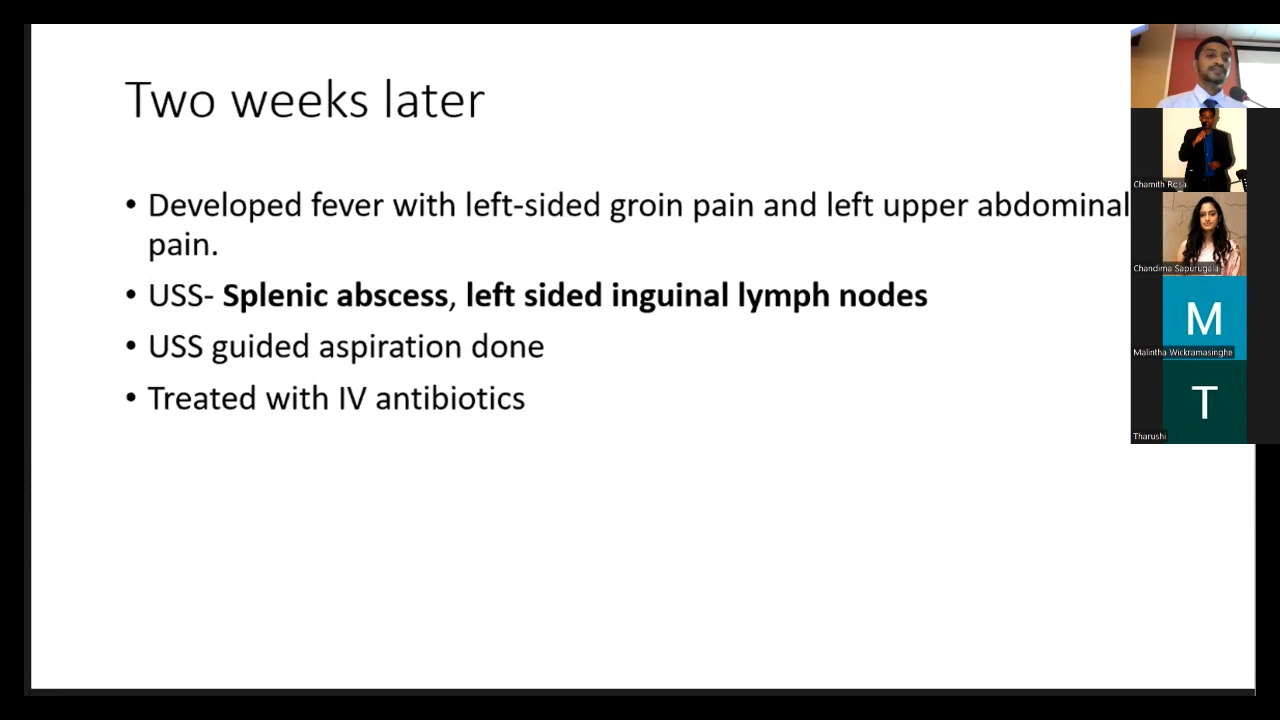 Two weeks later
• Developed fever with left-sided groin pain and left upper abdominal
pain.
• USS- Splenic abscess, left sided inguinal lymph nodes
• USS guided aspiration done
• Treated with IV antibiotics
Chamith
Chandima Sapurugala
M
Malintha Wickramasinghe
T
Tharushi